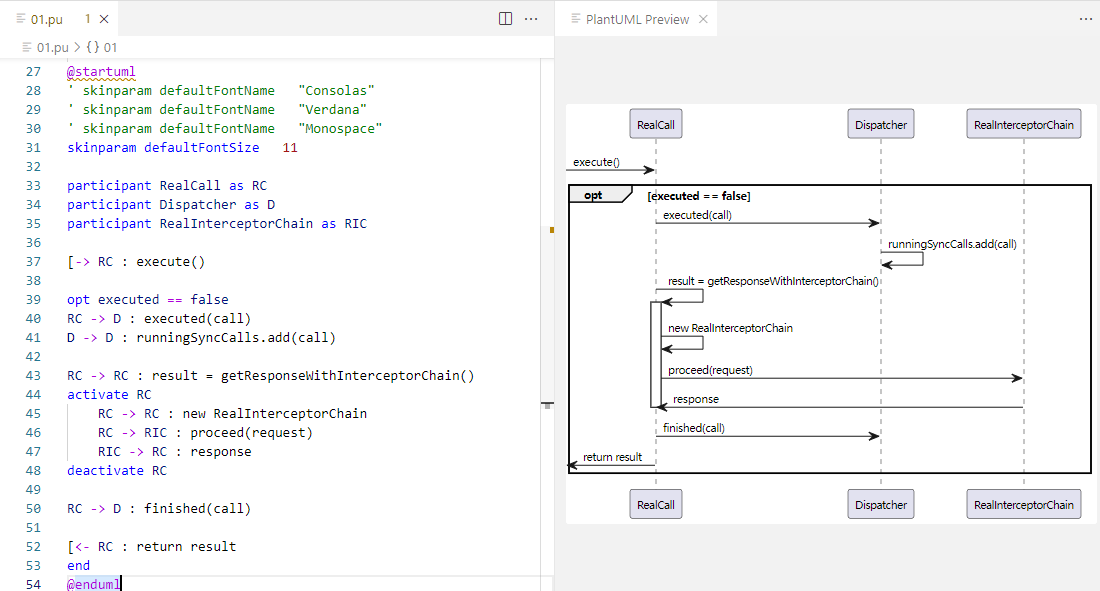 01.pu 1
01.pu > {} 01
27 @startuml
28 ' skinparam defaultFontName "Consolas"
29 ' skinparam defaultFontName "Verdana"
30 ' skinparam defaultFontName "Monospace"
31 skinparam defaultFontSize 11
32
33 participant RealCall as RC
34 participant Dispatcher as D
35 participant RealInterceptorChain as RIC
36
37 [-> RC : execute()
38
39 opt executed == false
40 RC -> D : executed(call)
41 D -> D : runningSyncCalls.add(call)
42
43 RC -> RC : result = getResponseWithInterceptorChain()
44 activate RC
45 RC -> RC : new RealInterceptorChain
46 RC -> RIC : proceed(request)
47 RIC -> RC : response
48 deactivate RC
49
50 RC -> D : finished(call)
51
52 [<- RC : return result
53 end
54 @enduml
PlantUML Preview
RealCall Dispatcher RealInterceptorChain
execute()
opt [executed == false]
executed(call)
runningSyncCalls.add(call)
result = getResponseWithInterceptorChain()
new RealInterceptorChain
proceed(request)
response
finished(call)
return result
RealCall Dispatcher RealInterceptorChain